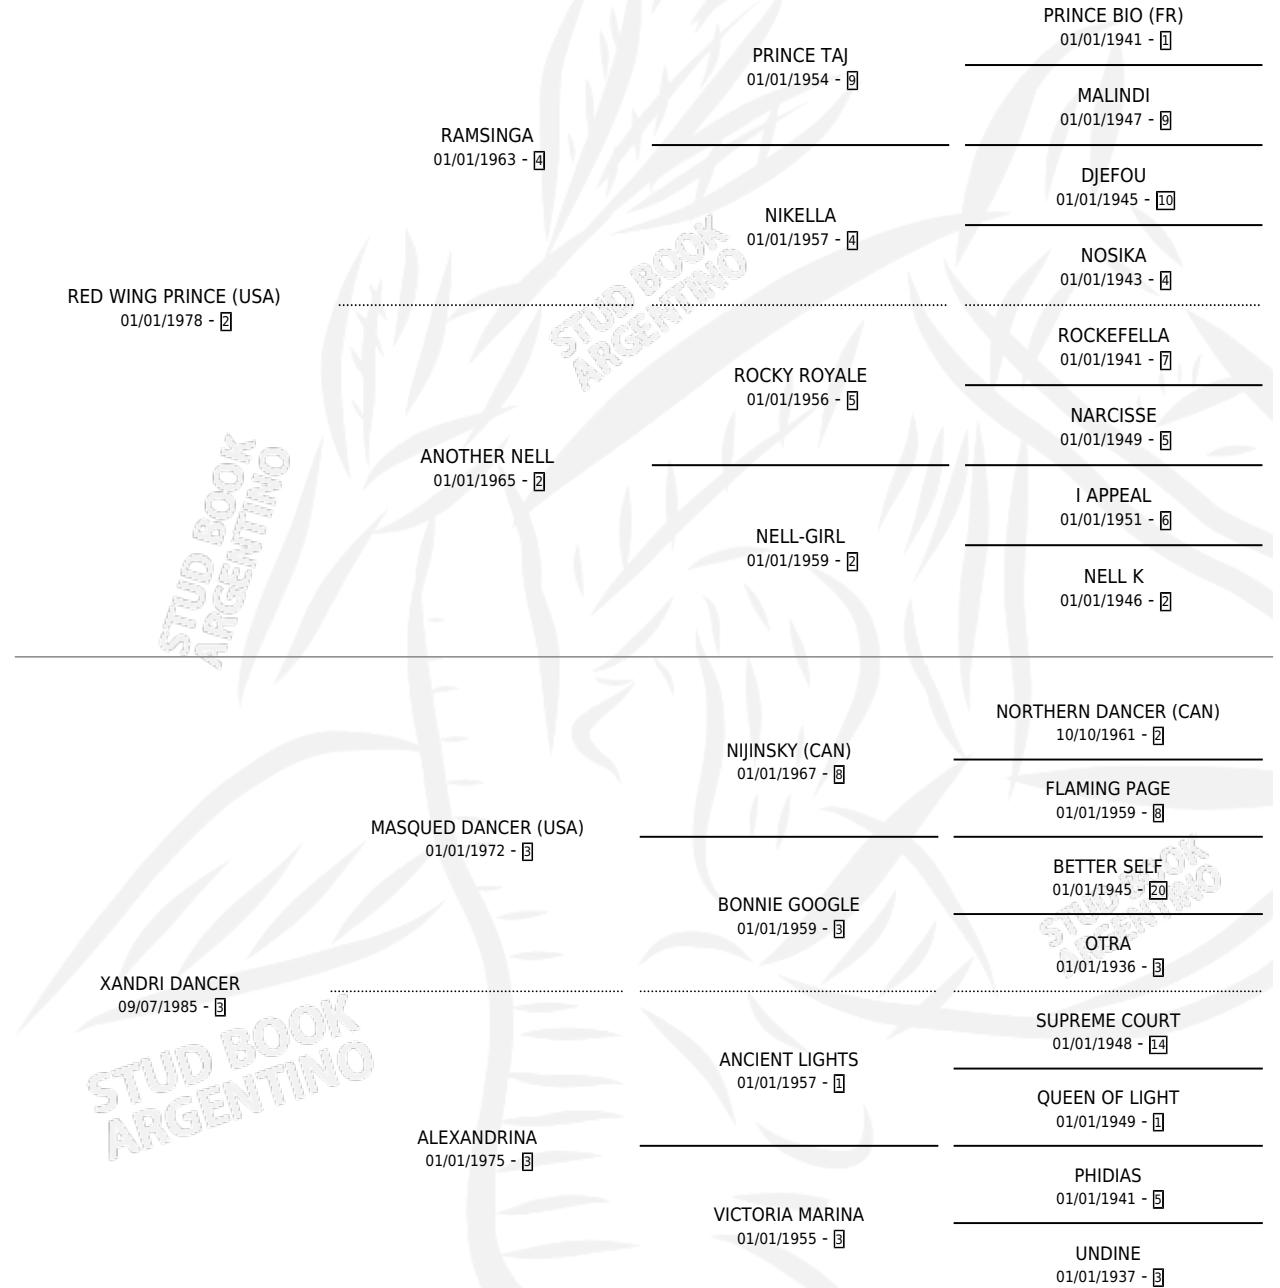 PRINCE BIO (FR)
01/01/1941 - 1
PRINCE TAJ
01/01/1954 - 9
MALINDI
01/01/1947 - 9
RAMSINGA
01/01/1963 - 4
DJEFOU
01/01/1945 - 10
NIKELLA
01/01/1957 - 4
NOSIKA
01/01/1943 - 4
RED WING PRINCE (USA)
01/01/1978 - 2
STUD BOOK
ARGENTINO
ROCKEFELLA
01/01/1941 - 7
ROCKY ROYALE
01/01/1956 - 5
NARCISSE
01/01/1949 - 5
ANOTHER NELL
01/01/1965 - 2
I APPEAL
01/01/1951 - 6
NELL-GIRL
01/01/1959 - 2
NELL K
01/01/1946 - 2
STUD BOOK
ARGENTINO
NORTHERN DANCER (CAN)
10/10/1961 - 2
NIJINSKY (CAN)
01/01/1967 - 8
FLAMING PAGE
01/01/1959 - 8
MASQUED DANCER (USA)
01/01/1972 - 3
BETTER SELF
01/01/1945 - 20
BONNIE GOOGLE
01/01/1959 - 3
OTRA
01/01/1936 - 3
STUD BOOK
ARGENTINO
XANDRI DANCER
09/07/1985 - 3
SUPREME COURT
01/01/1948 - 14
ANCIENT LIGHTS
01/01/1957 - 1
QUEEN OF LIGHT
01/01/1949 - 1
STUD BOOK
ARGENTINO
ALEXANDRINA
01/01/1975 - 3
PHIDIAS
01/01/1941 - 5
VICTORIA MARINA
01/01/1955 - 3
UNDINE
01/01/1937 - 3